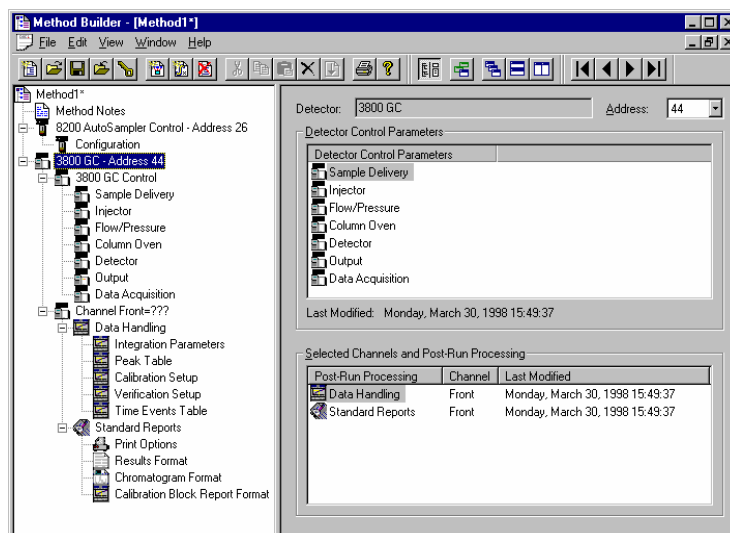 Method Builder - [Method1*]
File Edit View Window Help
Method1*
Method Notes
8200 AutoSampler Control - Address 26
Configuration
3800 GC - Address 44
3800 GC Control
Sample Delivery
Injector
Flow/Pressure
Column Oven
Detector
Output
Data Acquisition
Channel Front=???
Data Handling
Integration Parameters
Peak Table
Calibration Setup
Verification Setup
Time Events Table
Standard Reports
Print Options
Results Format
Chromatogram Format
Calibration Block Report Format
Detector: 3800 GC Address: 44
Detector Control Parameters
Detector Control Parameters
Sample Delivery
Injector
Flow/Pressure
Column Oven
Detector
Output
Data Acquisition
Last Modified: Monday, March 30, 1998 15:49:37
Selected Channels and Post-Run Processing
Post-Run Processing Channel Last Modified
Data Handling Front Monday, March 30, 1998 15:49:37
Standard Reports Front Monday, March 30, 1998 15:49:37